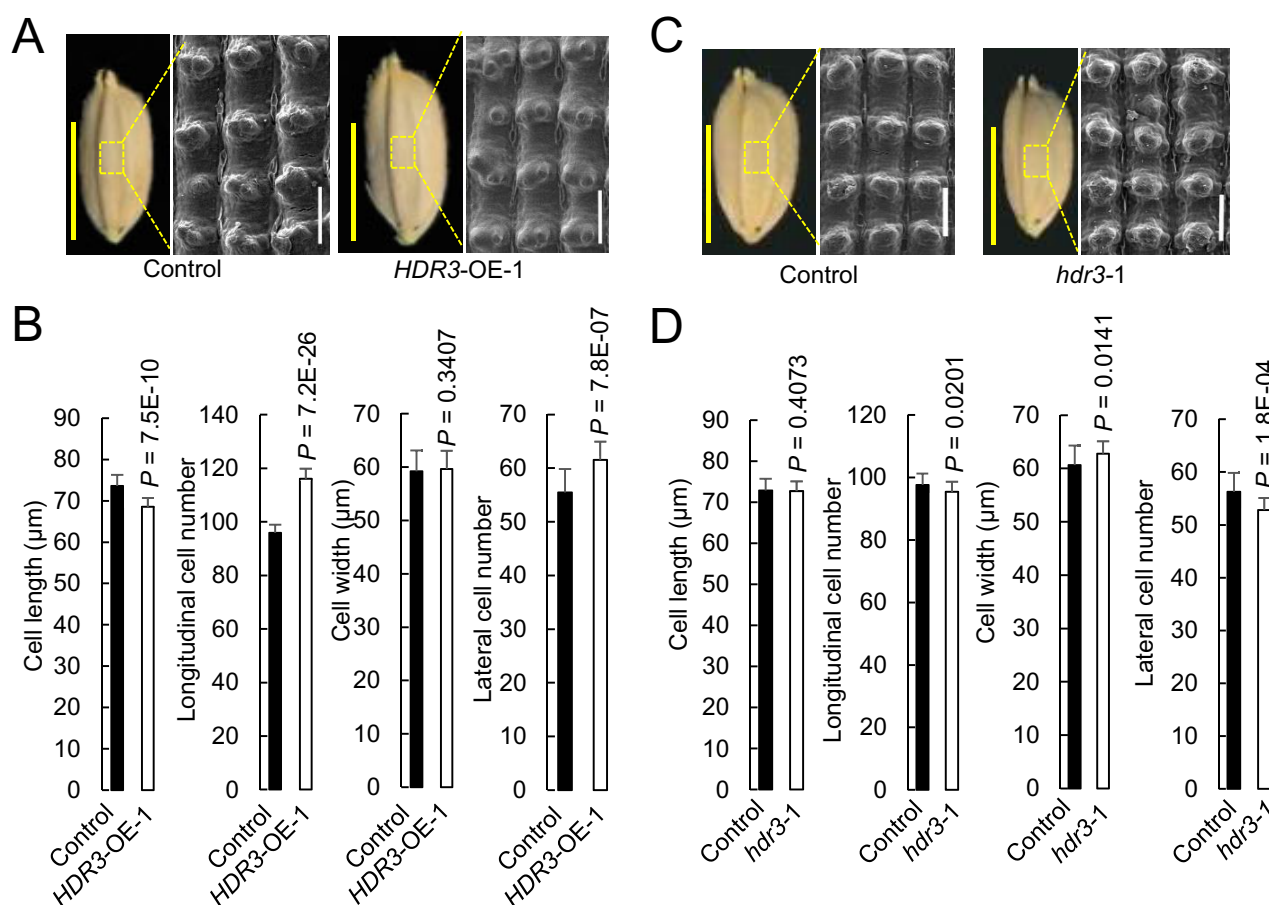 A
Control
HDR3-OE-1
C
Control
hdr3-1
B
Cell length (µm)
90
80
70
60
50
40
30
20
10
0
P = 7.5E-10
Control
HDR3-OE-1
Longitudinal cell number
140
120
100
80
60
40
20
0
P = 7.2E-26
Control
HDR3-OE-1
Cell width (µm)
70
60
50
40
30
20
10
0
P = 0.3407
Control
HDR3-OE-1
Lateral cell number
70
60
50
40
30
20
10
0
P = 7.8E-07
Control
HDR3-OE-1
D
Cell length (µm)
90
80
70
60
50
40
30
20
10
0
P = 0.4073
Control
hdr3-1
Longitudinal cell number
120
100
80
60
40
20
0
P = 0.0201
Control
hdr3-1
Cell width (µm)
70
60
50
40
30
20
10
0
P = 0.0141
Control
hdr3-1
Lateral cell number
70
60
50
40
30
20
10
0
P = 1.8E-04
Control
hdr3-1